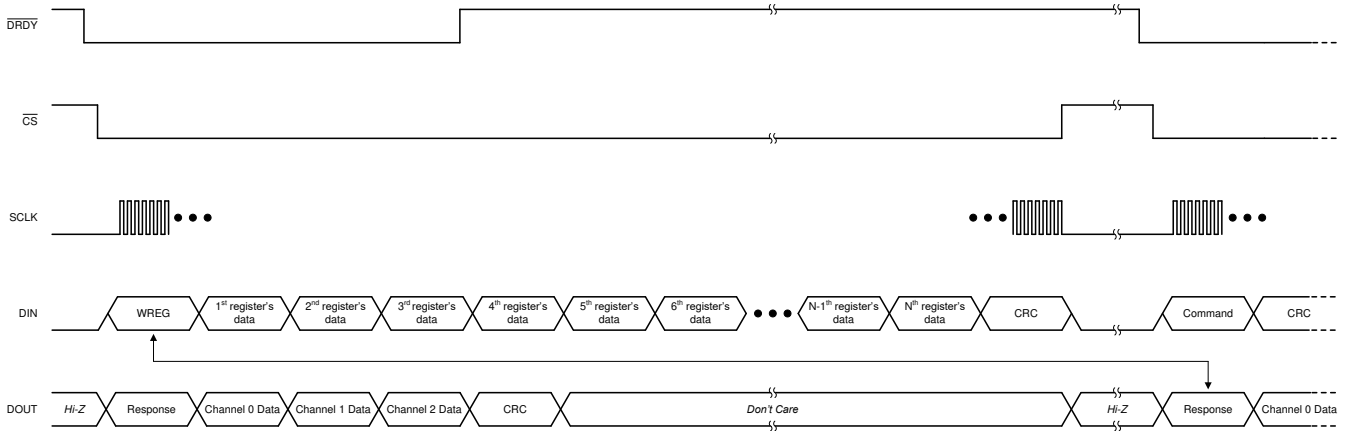 DRDY
CS
SCLK
DIN
WREG
1st register's
data
2nd register's
data
3rd register's
data
4th register's
data
5th register's
data
6th register's
data
N-1th register's
data
Nth register's
data
CRC
Command
CRC
DOUT
Hi-Z
Response
Channel 0 Data
Channel 1 Data
Channel 2 Data
CRC
Don't Care
Hi-Z
Response
Channel 0 Data